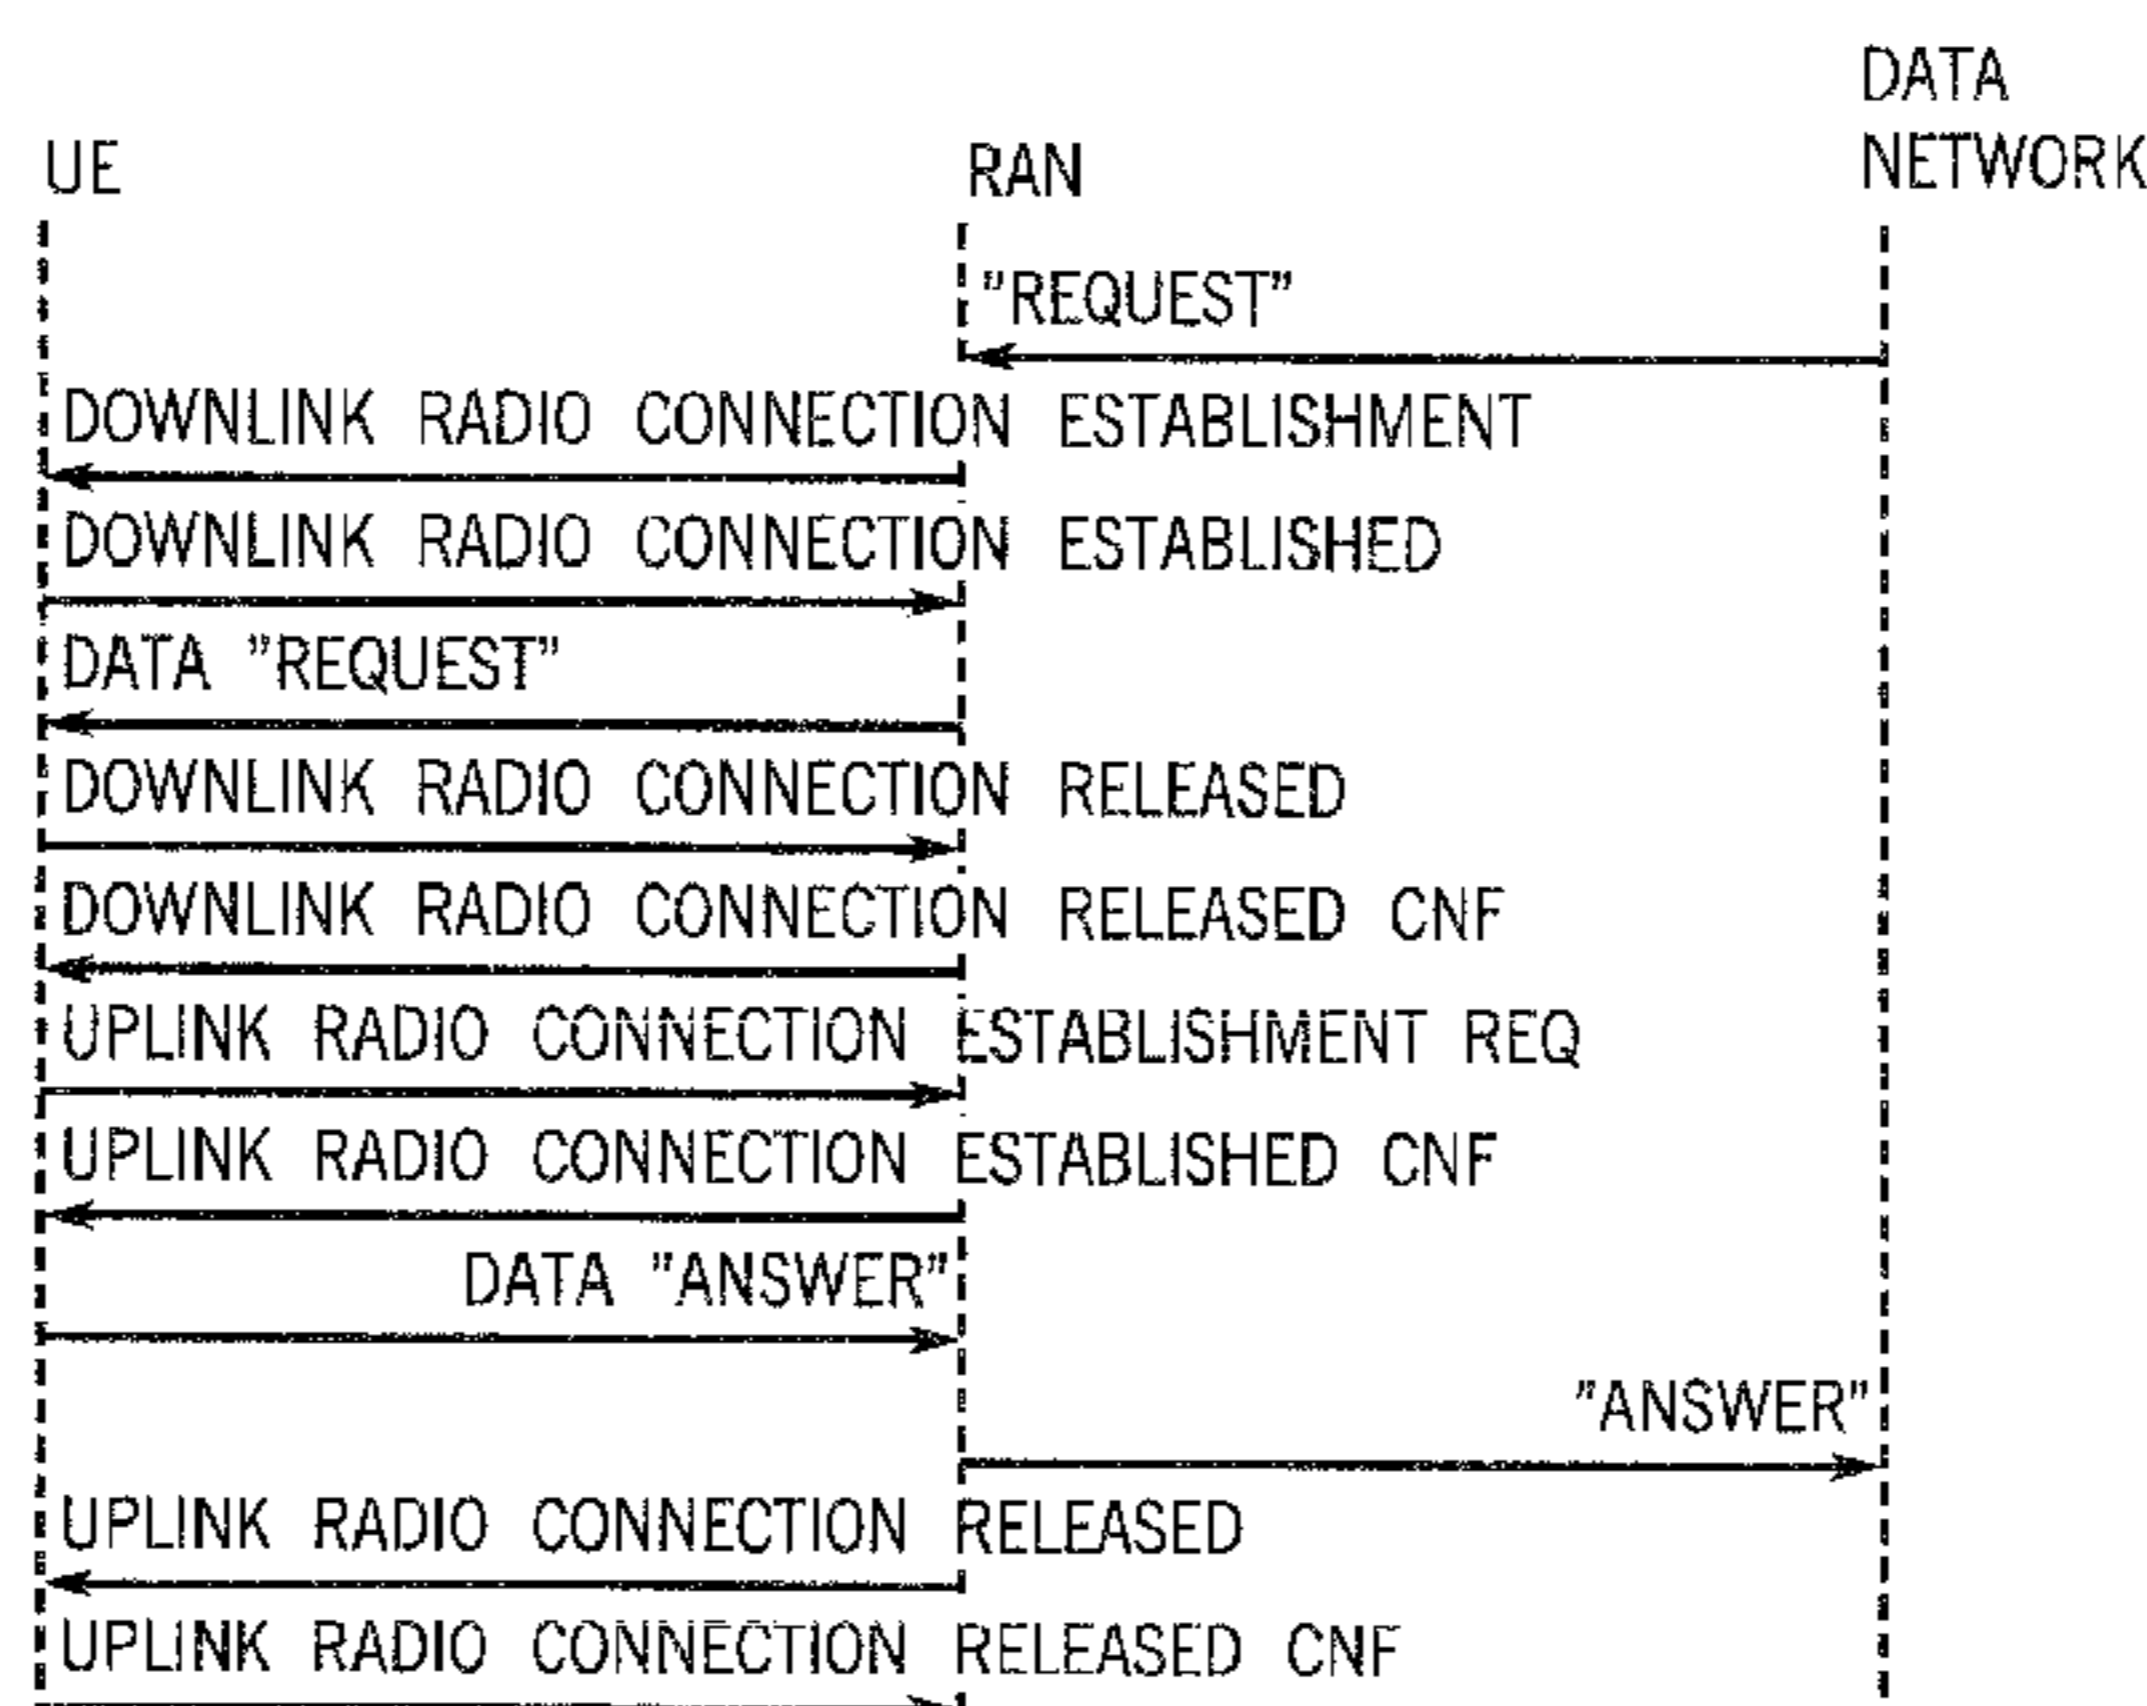 DATA
NETWORK
UE
RAN
"REQUEST"
DOWNLINK RADIO CONNECTION ESTABLISHMENT
DOWNLINK RADIO CONNECTION ESTABLISHED
DATA "REQUEST"
DOWNLINK RADIO CONNECTION RELEASED
DOWNLINK RADIO CONNECTION RELEASED CNF
UPLINK RADIO CONNECTION ESTABLISHMENT REQ
UPLINK RADIO CONNECTION ESTABLISHED CNF
DATA "ANSWER"
"ANSWER"
UPLINK RADIO CONNECTION RELEASED
UPLINK RADIO CONNECTION RELEASED CNF